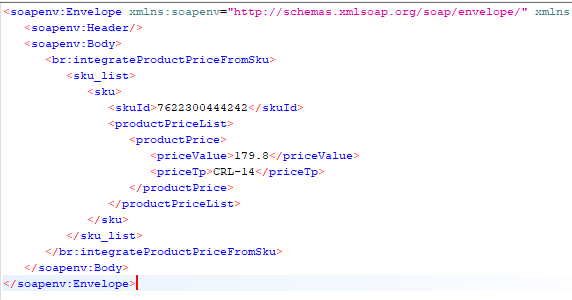 <soapenv:Envelope xmlns:soapenv="http://schemas.xmlsoap.org/soap/envelope/" xmlns
<soapenv:Header/>
<soapenv:Body>
<br:integrateProductPriceFromSku>
<sku_list>
<sku>
<skuId>7622300444242</skuId>
<productPriceList>
<productPrice>
<priceValue>179.8</priceValue>
<priceTp>CRL-14</priceTp>
</productPrice>
</productPriceList>
</sku>
</sku_list>
</br:integrateProductPriceFromSku>
</soapenv:Body>
</soapenv:Envelope>